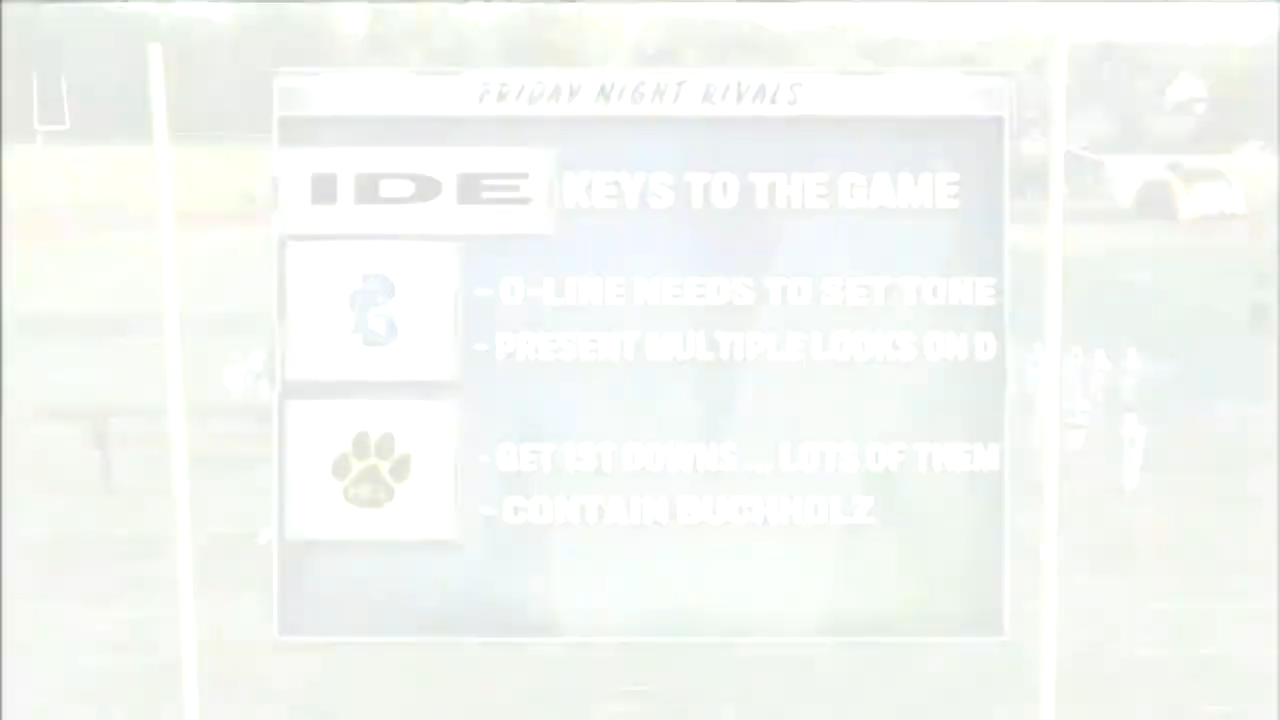 FRIDAY NIGHT RIVALS
IDE KEYS TO THE GAME
- O-LINE NEEDS TO SET TONE
- PRESENT MULTIPLE LOOKS ON D
- GET 1ST DOWNS... LOTS OF THEM
- CONTAIN BUCHHOLZ